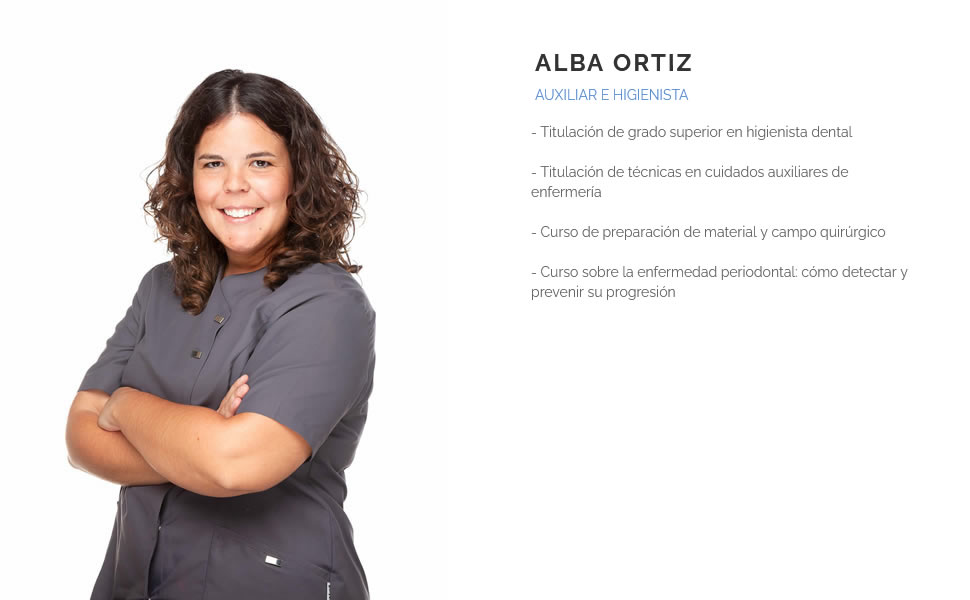 ALBA ORTIZ
AUXILIAR E HIGIENISTA
- Titulación de grado superior en higienista dental
- Titulación de técnicas en cuidados auxiliares de
enfermería
- Curso de preparación de material y campo quirúrgico
- Curso sobre la enfermedad periodontal: cómo detectar y
prevenir su progresión